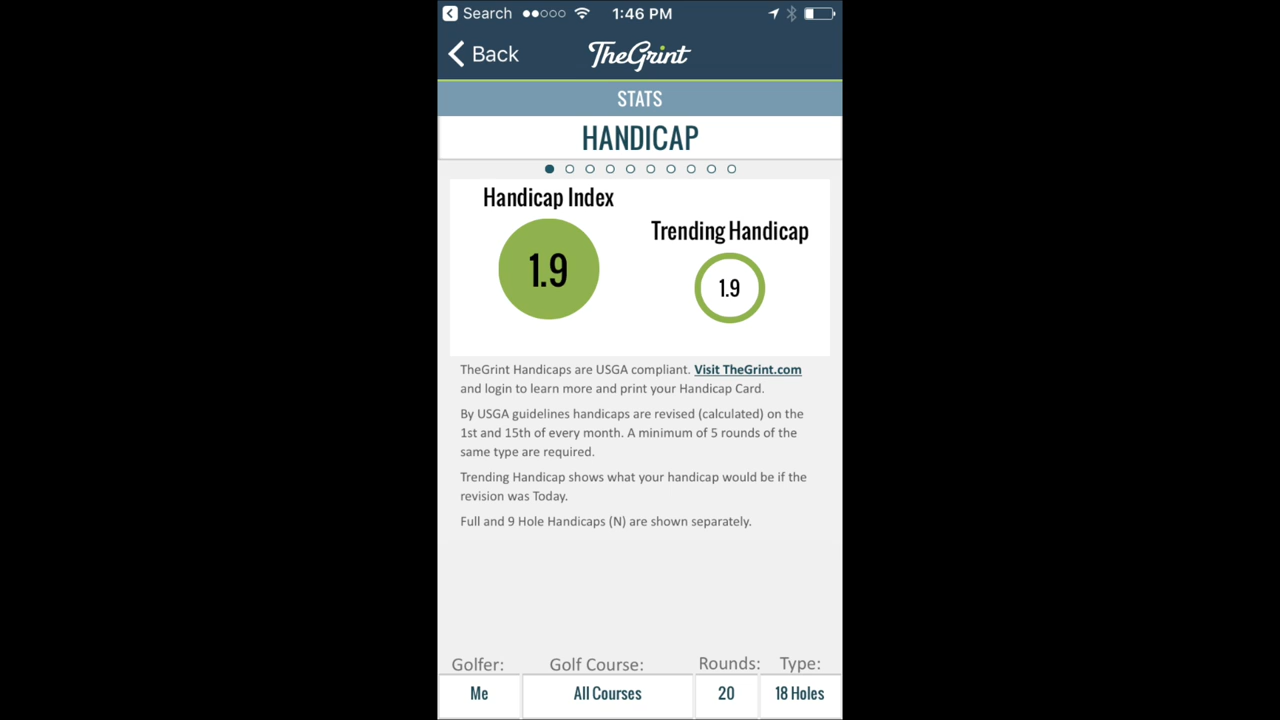 Search 1:46 PM
Back TheGrint
STATS
HANDICAP
Handicap Index
Trending Handicap
1.9
1.9
TheGrint Handicaps are USGA compliant. Visit TheGrint.com
and login to learn more and print your Handicap Card.
By USGA guidelines handicaps are revised (calculated) on the
1st and 15th of every month. A minimum of 5 rounds of the
same type are required.
Trending Handicap shows what your handicap would be if the
revision was Today.
Full and 9 Hole Handicaps (N) are shown separately.
Golfer: Golf Course: Rounds: Type:
Me All Courses 20 18 Holes